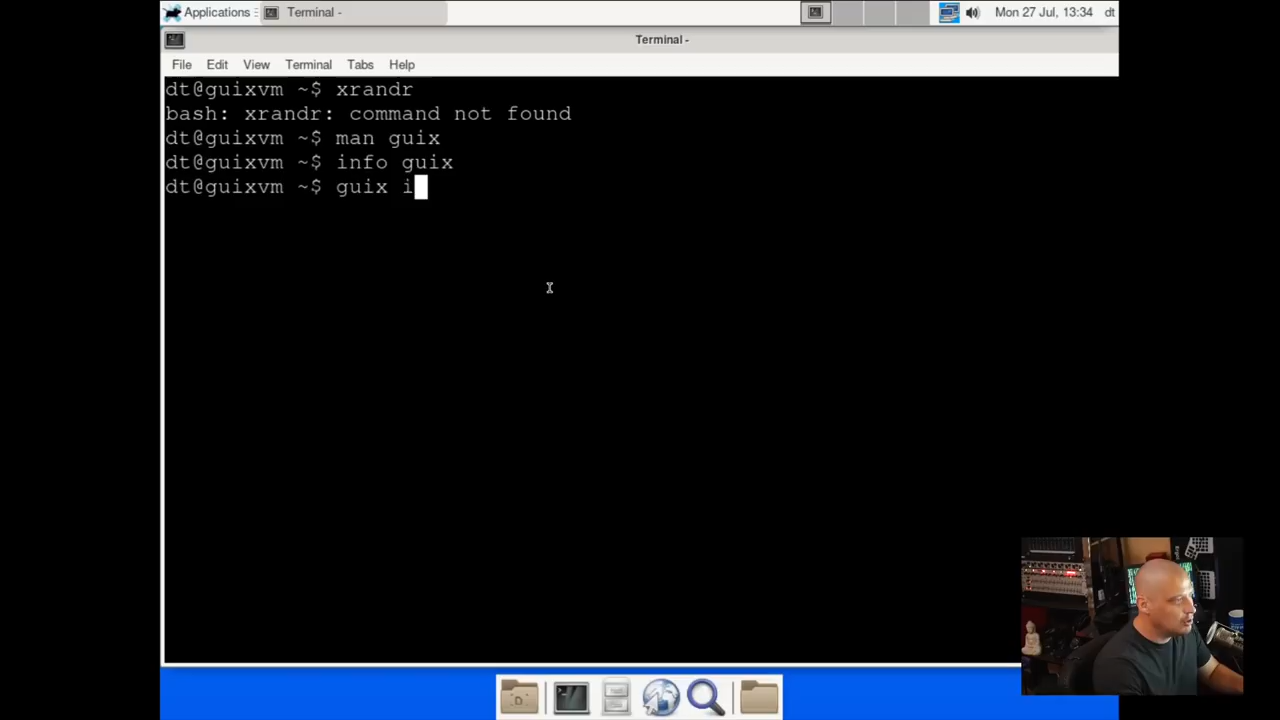 Applications
Terminal -
Mon 27 Jul, 13:34
dt
Terminal -
File Edit View Terminal Tabs Help
dt@guixvm ~$ xrandr
bash: xrandr: command not found
dt@guixvm ~$ man guix
dt@guixvm ~$ info guix
dt@guixvm ~$ guix i